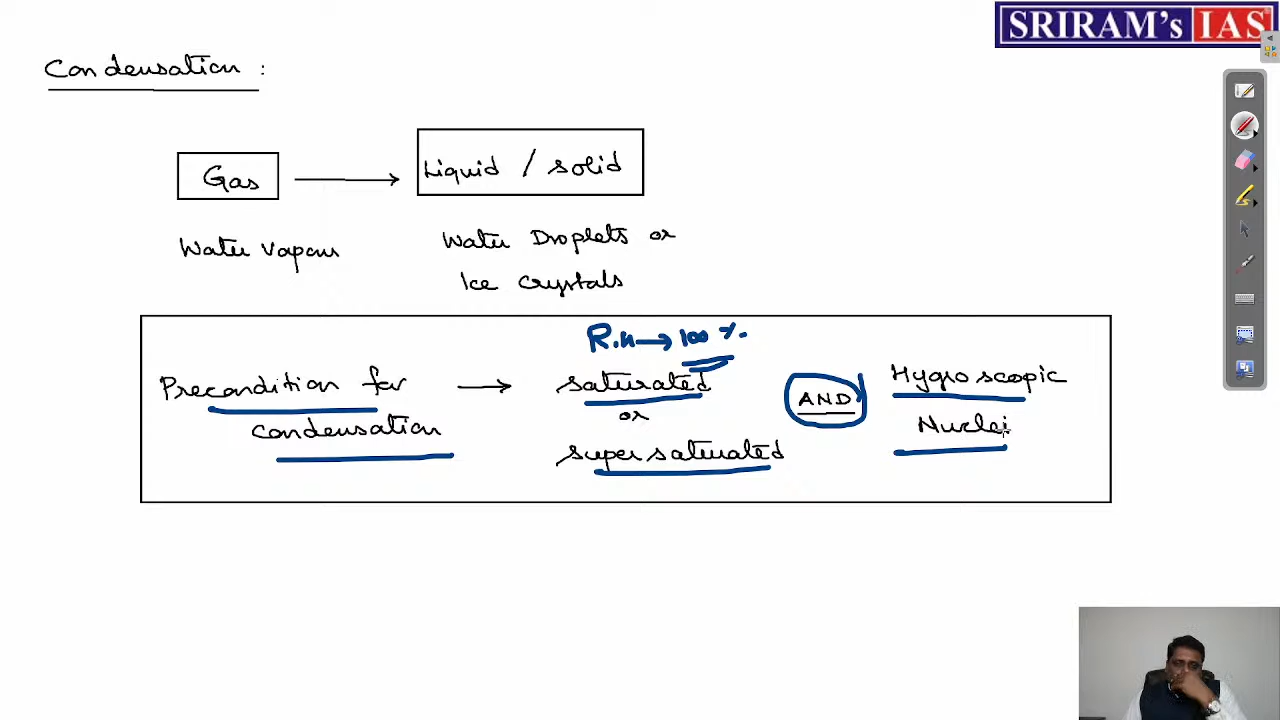 SRIRAM's IAS
Condensation :
Gas
Liquid / solid
Water Vapour
Water Droplets or
Ice crystals
R.H → 100 %.
Precondition for → saturated AND Hygroscopic
condensation or Nuclei
supersaturated